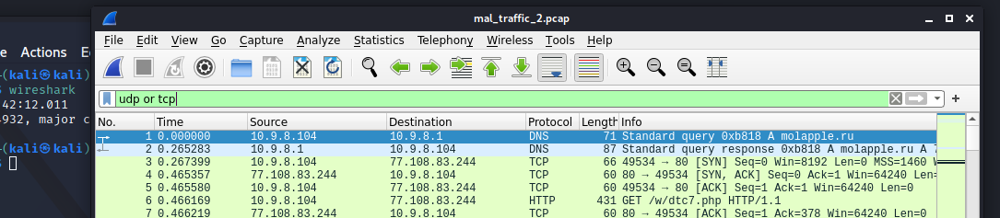 mal_traffic_2.pcap
e Actions E
File Edit View Go Capture Analyze Statistics Telephony Wireless Tools Help
(kali㉿kali)
wireshark
42:12.011
4932, major c
(kali㉿kali)
$
udp or tcp
No. Time Source Destination Protocol Length Info
1 0.000000 10.9.8.104 10.9.8.1 DNS 71 Standard query 0xb818 A molapple.ru
2 0.265283 10.9.8.1 10.9.8.104 DNS 87 Standard query response 0xb818 A molapple.ru A 7
3 0.267399 10.9.8.104 77.108.83.244 TCP 66 49534 → 80 [SYN] Seq=0 Win=8192 Len=0 MSS=1460 W
4 0.465357 77.108.83.244 10.9.8.104 TCP 60 80 → 49534 [SYN, ACK] Seq=0 Ack=1 Win=64240 Len=
5 0.465580 10.9.8.104 77.108.83.244 TCP 60 49534 → 80 [ACK] Seq=1 Ack=1 Win=64240 Len=0
6 0.466169 10.9.8.104 77.108.83.244 HTTP 431 GET /w/dtc7.php HTTP/1.1
7 0.466219 77.108.83.244 10.9.8.104 TCP 60 80 → 49534 [ACK] Seq=1 Ack=378 Win=64240 Len=0